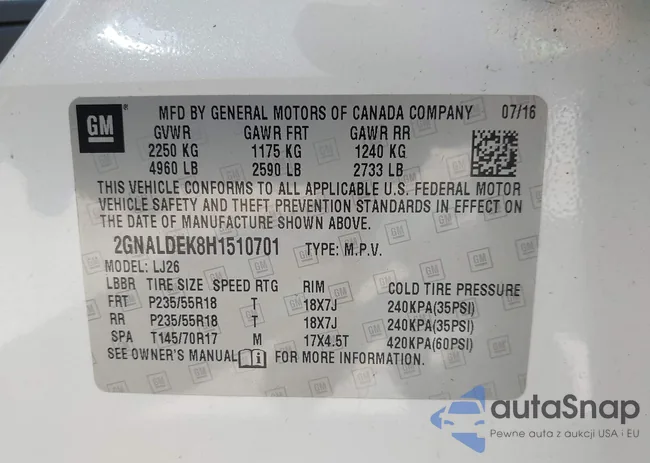 GM
MFD BY GENERAL MOTORS OF CANADA COMPANY 07/16
GVWR GAWR FRT GAWR RR
2250 KG 1175 KG 1240 KG
4960 LB 2590 LB 2733 LB
THIS VEHICLE CONFORMS TO ALL APPLICABLE U.S. FEDERAL MOTOR
VEHICLE SAFETY AND THEFT PREVENTION STANDARDS IN EFFECT ON
THE DATE OF MANUFACTURE SHOWN ABOVE.
2GNALDEK8H1510701 TYPE: M.P.V.
MODEL: LJ26
LBBR TIRE SIZE SPEED RTG RIM COLD TIRE PRESSURE
FRT P235/55R18 T 18X7J 240KPA(35PSI)
RR P235/55R18 T 18X7J 240KPA(35PSI)
SPA T145/70R17 M 17X4.5T 420KPA(60PSI)
SEE OWNER'S MANUAL FOR MORE INFORMATION.
autaSnap
Pewne auta z aukcji USA i EU